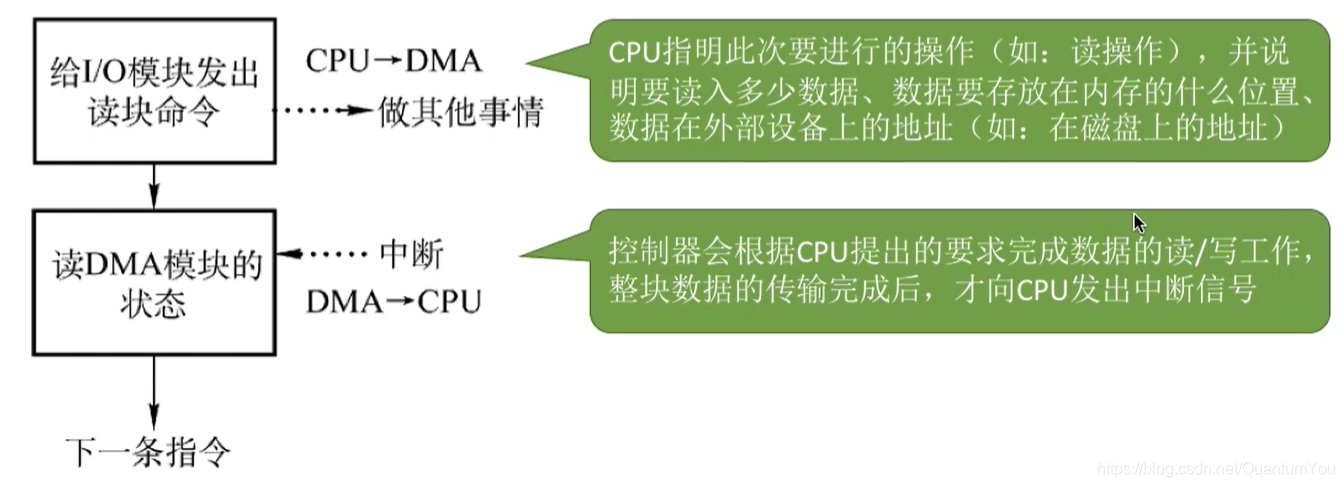 给I/O模块发出
读块命令
CPU→DMA
做其他事情
CPU指明此次要进行的操作（如：读操作），并说
明要读入多少数据、数据要存放在内存的什么位置、
数据在外部设备上的地址（如：在磁盘上的地址）
读DMA模块的
状态
中断
DMA→CPU
控制器会根据CPU提出的要求完成数据的读/写工作，
整块数据的传输完成后，才向CPU发出中断信号
下一条指令
https://blog.csdn.net/QuantumYou